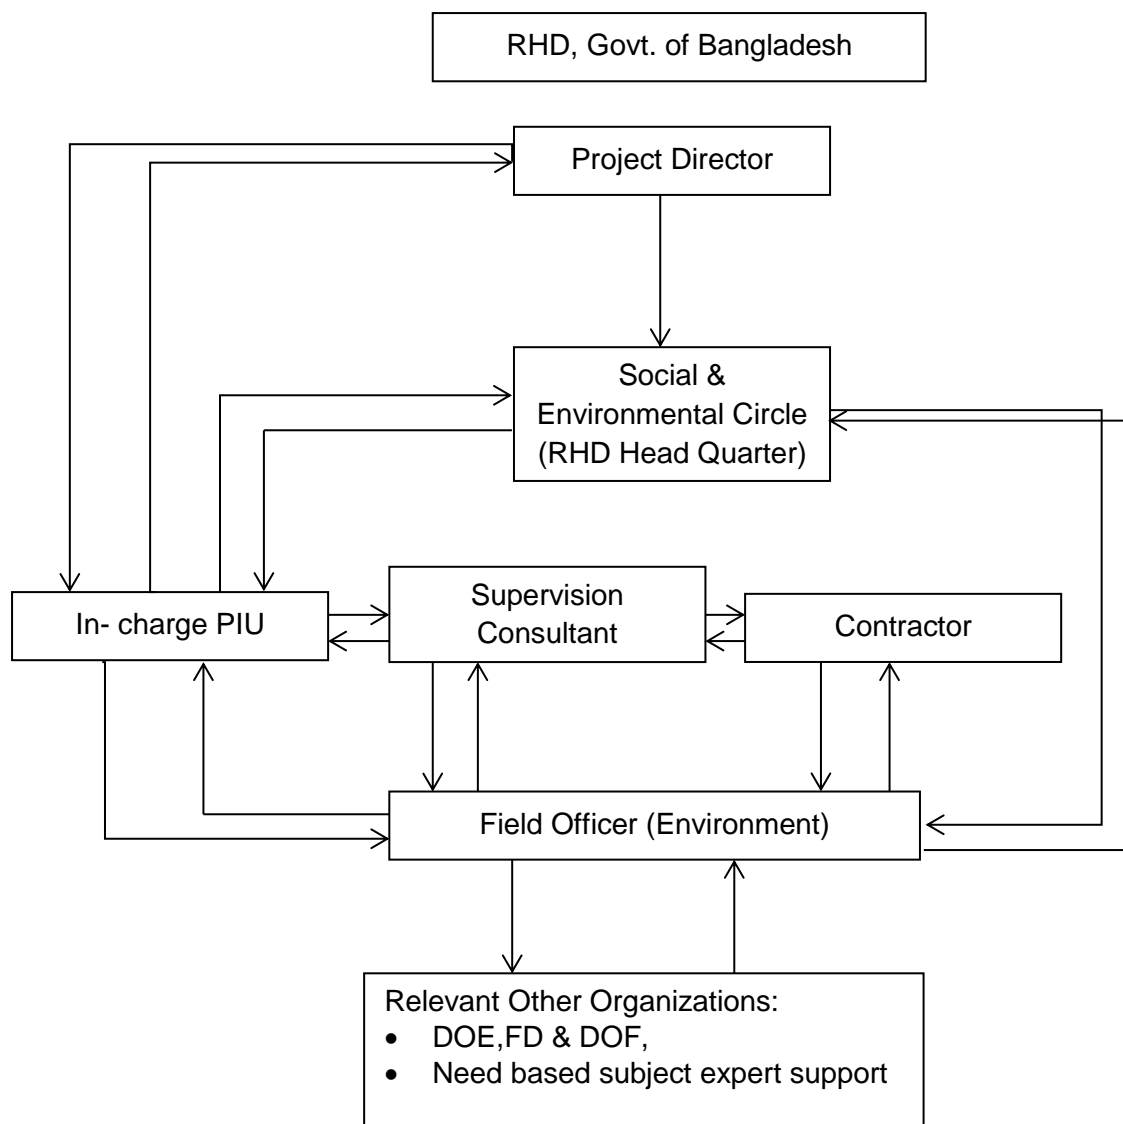 RHD, Govt. of Bangladesh
Project Director
Social &
Environmental Circle
(RHD Head Quarter)
In- charge PIU
Supervision
Consultant
Contractor
Field Officer (Environment)
Relevant Other Organizations:
• DOE,FD & DOF,
• Need based subject expert support